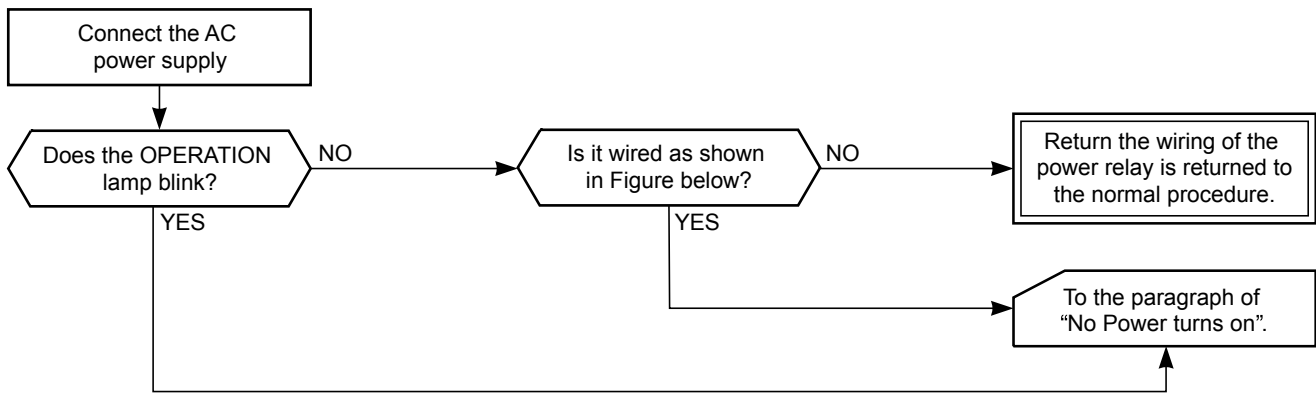 Connect the AC
power supply
Does the OPERATION
lamp blink?
NO
YES
Is it wired as shown
in Figure below?
NO
YES
Return the wiring of the
power relay is returned to
the normal procedure.
To the paragraph of
“No Power turns on”.